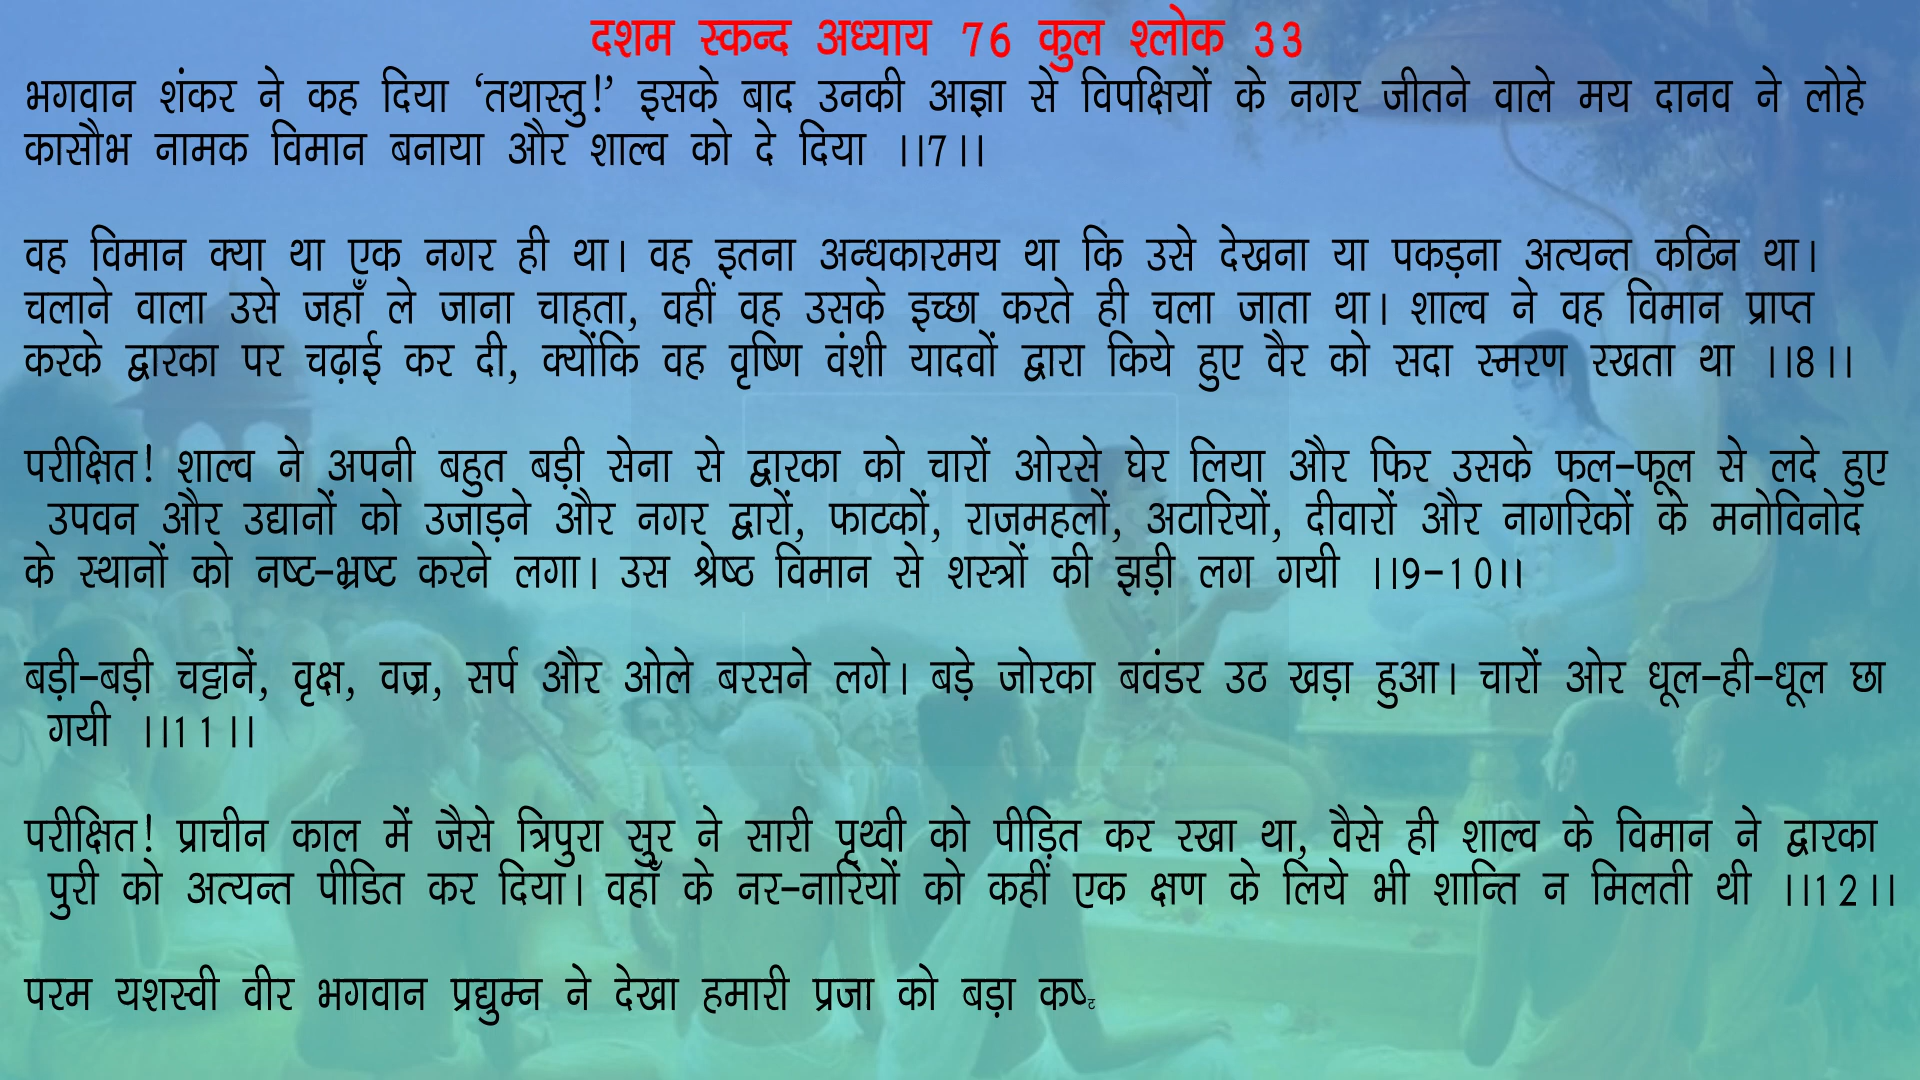 दशम स्कन्द अध्याय 76 कुल श्लोक 33
भगवान शंकर ने कह दिया ‘तथास्तु!’ इसके बाद उनकी आज्ञा से विपक्षियों के नगर जीतने वाले मय दानव ने लोहे
कासौभ नामक विमान बनाया और शाल्व को दे दिया ।।7।।
वह विमान क्या था एक नगर ही था। वह इतना अन्धकारमय था कि उसे देखना या पकड़ना अत्यन्त कठिन था।
चलाने वाला उसे जहाँ ले जाना चाहता, वहीं वह उसके इच्छा करते ही चला जाता था। शाल्व ने वह विमान प्राप्त
करके द्वारका पर चढ़ाई कर दी, क्योंकि वह वृष्णि वंशी यादवों द्वारा किये हुए वैर को सदा स्मरण रखता था ।।8।।
परीक्षित! शाल्व ने अपनी बहुत बड़ी सेना से द्वारका को चारों ओरसे घेर लिया और फिर उसके फल-फूल से लदे हुए
उपवन और उद्यानों को उजाड़ने और नगर द्वारों, फाटकों, राजमहलों, अटारियों, दीवारों और नागरिकों के मनोविनोद
के स्थानों को नष्ट-भ्रष्ट करने लगा। उस श्रेष्ठ विमान से शस्त्रों की झड़ी लग गयी ।।9-10।।
बड़ी-बड़ी चट्टानें, वृक्ष, वज्र, सर्प और ओले बरसने लगे। बड़े जोरका बवंडर उठ खड़ा हुआ। चारों ओर धूल-ही-धूल छा
गयी ।।11।।
परीक्षित! प्राचीन काल में जैसे त्रिपुरा सुर ने सारी पृथ्वी को पीड़ित कर रखा था, वैसे ही शाल्व के विमान ने द्वारका
पुरी को अत्यन्त पीडित कर दिया। वहाँ के नर-नारियों को कहीं एक क्षण के लिये भी शान्ति न मिलती थी ।।12।।
परम यशस्वी वीर भगवान प्रद्युम्न ने देखा हमारी प्रजा को बड़ा कष्ट